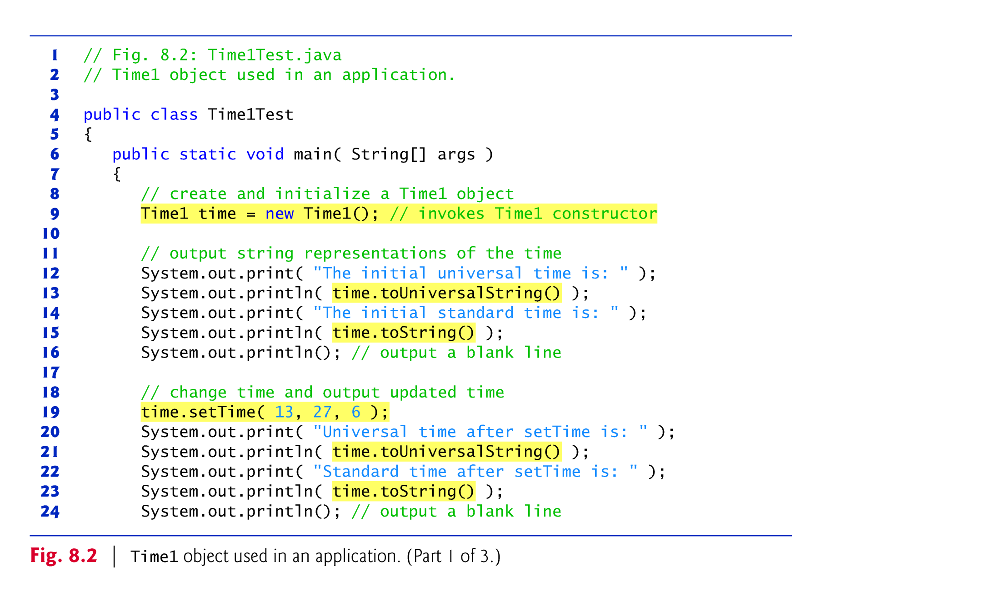 1 // Fig. 8.2: Time1Test.java
2 // Time1 object used in an application.
3
4 public class Time1Test
5 {
6    public static void main( String[] args )
7    {
8       // create and initialize a Time1 object
9       Time1 time = new Time1(); // invokes Time1 constructor
10
11       // output string representations of the time
12       System.out.print( "The initial universal time is: " );
13       System.out.println( time.toUniversalString() );
14       System.out.print( "The initial standard time is: " );
15       System.out.println( time.toString() );
16       System.out.println(); // output a blank line
17
18       // change time and output updated time
19       time.setTime( 13, 27, 6 );
20       System.out.print( "Universal time after setTime is: " );
21       System.out.println( time.toUniversalString() );
22       System.out.print( "Standard time after setTime is: " );
23       System.out.println( time.toString() );
24       System.out.println(); // output a blank line
Fig. 8.2 | Time1 object used in an application. (Part 1 of 3.)